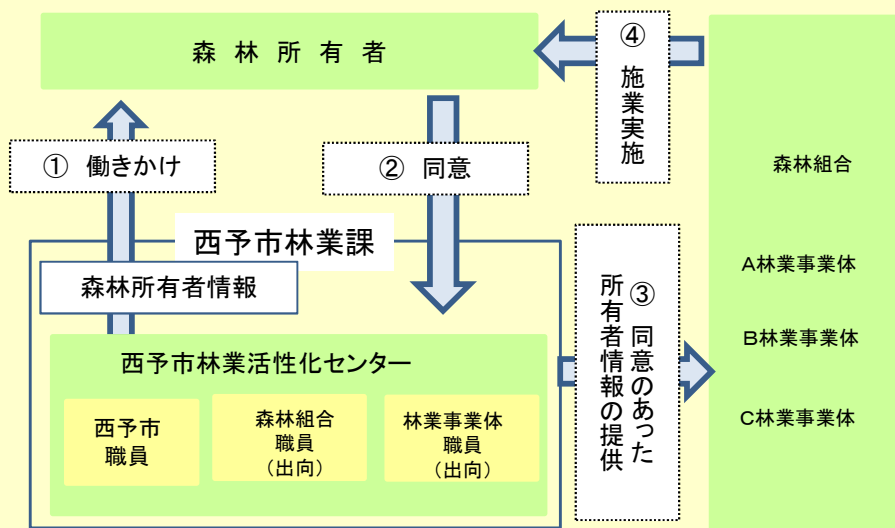 森林所有者
④ 施業実施
① 働きかけ
② 同意
森林組合
西予市林業課
森林所有者情報
③ 同意のあった
所有者情報の提供
A林業事業体
B林業事業体
C林業事業体
西予市林業活性化センター
西予市
職員
森林組合
職員
（出向）
林業事業体
職員
（出向）